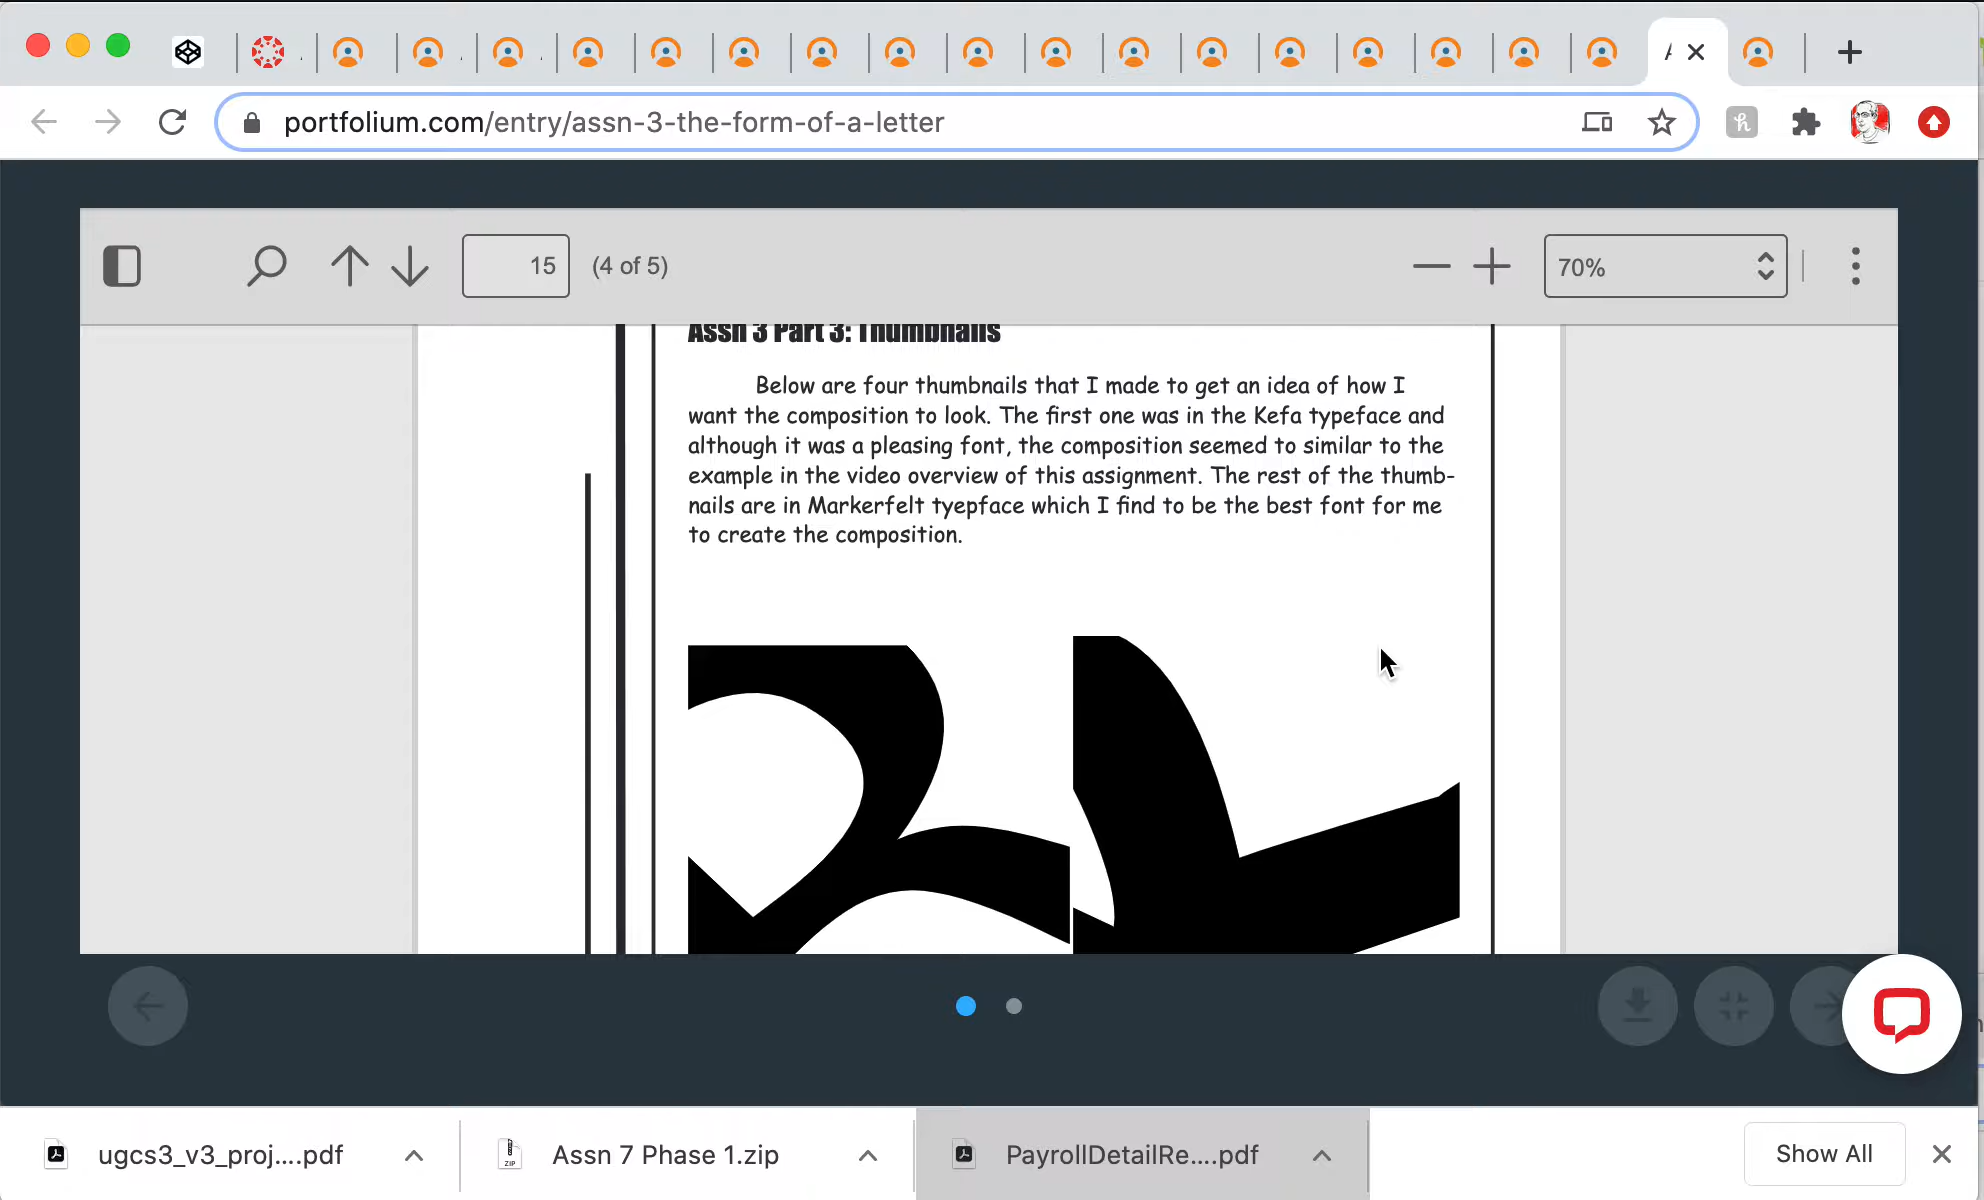 portfolium.com/entry/assn-3-the-form-of-a-letter
15 (4 of 5)
70%
Assn 3 Part 3: Thumbnails
Below are four thumbnails that I made to get an idea of how I
want the composition to look. The first one was in the Kefa typeface and
although it was a pleasing font, the composition seemed to similar to the
example in the video overview of this assignment. The rest of the thumb-
nails are in Markerfelt tyepface which I find to be the best font for me
to create the composition.
ugcs3_v3_proj....pdf
ZIP
Assn 7 Phase 1.zip
PayrollDetailRe....pdf
Show All